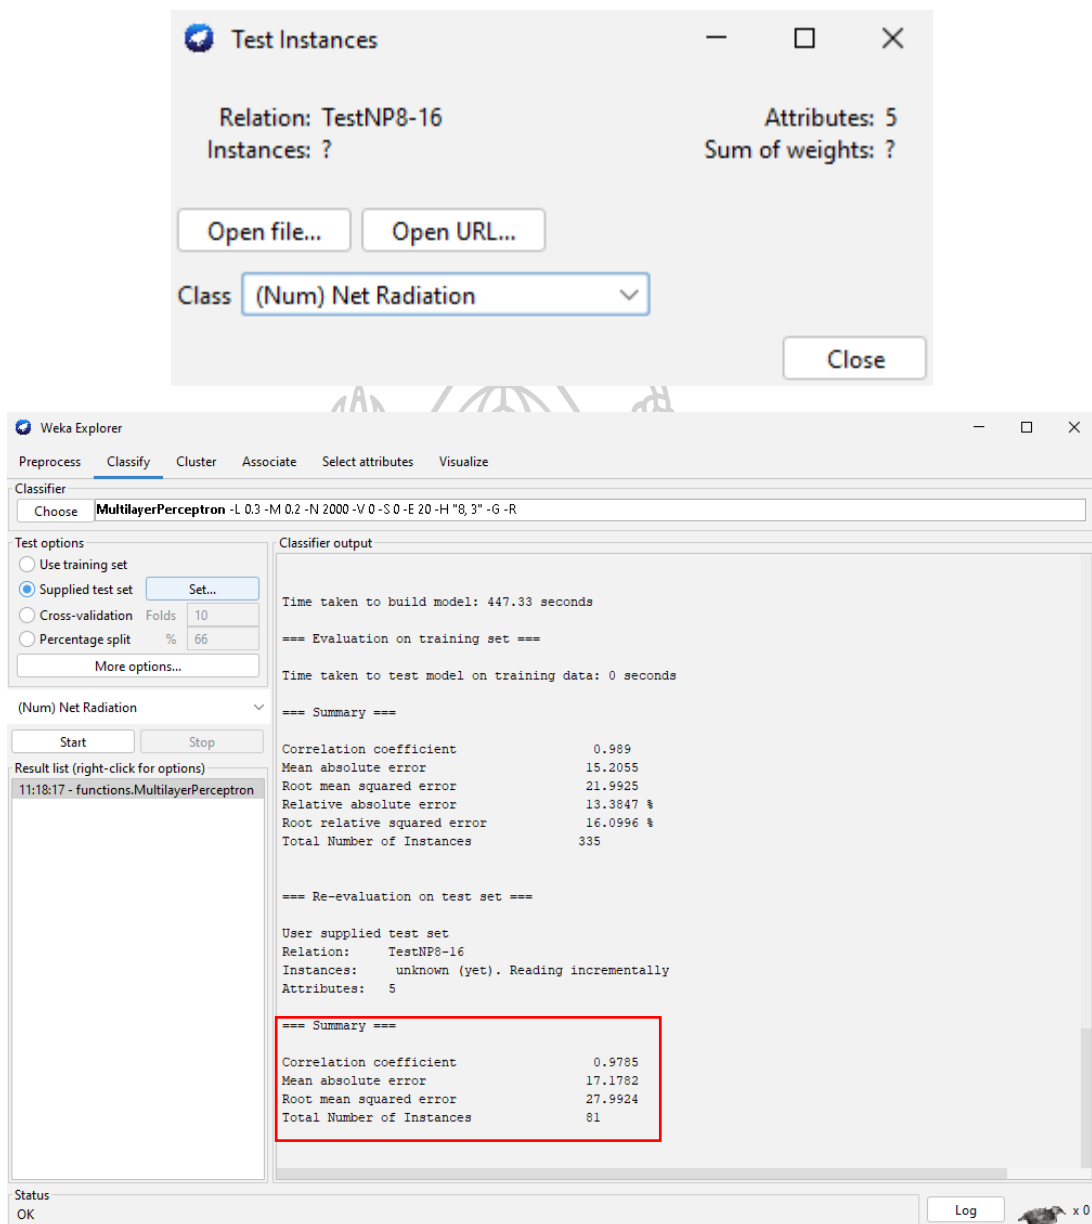 Test Instances
Relation: TestNP8-16 Attributes: 5
Instances: ? Sum of weights: ?
Open file... Open URL...
Class (Num) Net Radiation
Close
Weka Explorer
Preprocess Classify Cluster Associate Select attributes Visualize
Classifier
Choose MultilayerPerceptron -L 0.3 -M 0.2 -N 2000 -V 0 -S 0 -E 20 -H "8, 3" -G -R
Test options
Use training set
Supplied test set Set...
Cross-validation Folds 10
Percentage split % 66
More options...
(Num) Net Radiation
Start Stop
Result list (right-click for options)
11:18:17 - functions.MultilayerPerceptron
Classifier output
Time taken to build model: 447.33 seconds
=== Evaluation on training set ===
Time taken to test model on training data: 0 seconds
=== Summary ===
Correlation coefficient 0.989
Mean absolute error 15.2055
Root mean squared error 21.9925
Relative absolute error 13.3847 %
Root relative squared error 16.0996 %
Total Number of Instances 335
=== Re-evaluation on test set ===
User supplied test set
Relation: TestNP8-16
Instances: unknown (yet). Reading incrementally
Attributes: 5
=== Summary ===
Correlation coefficient 0.9785
Mean absolute error 17.1782
Root mean squared error 27.9924
Total Number of Instances 81
Status
OK
Log
x 0